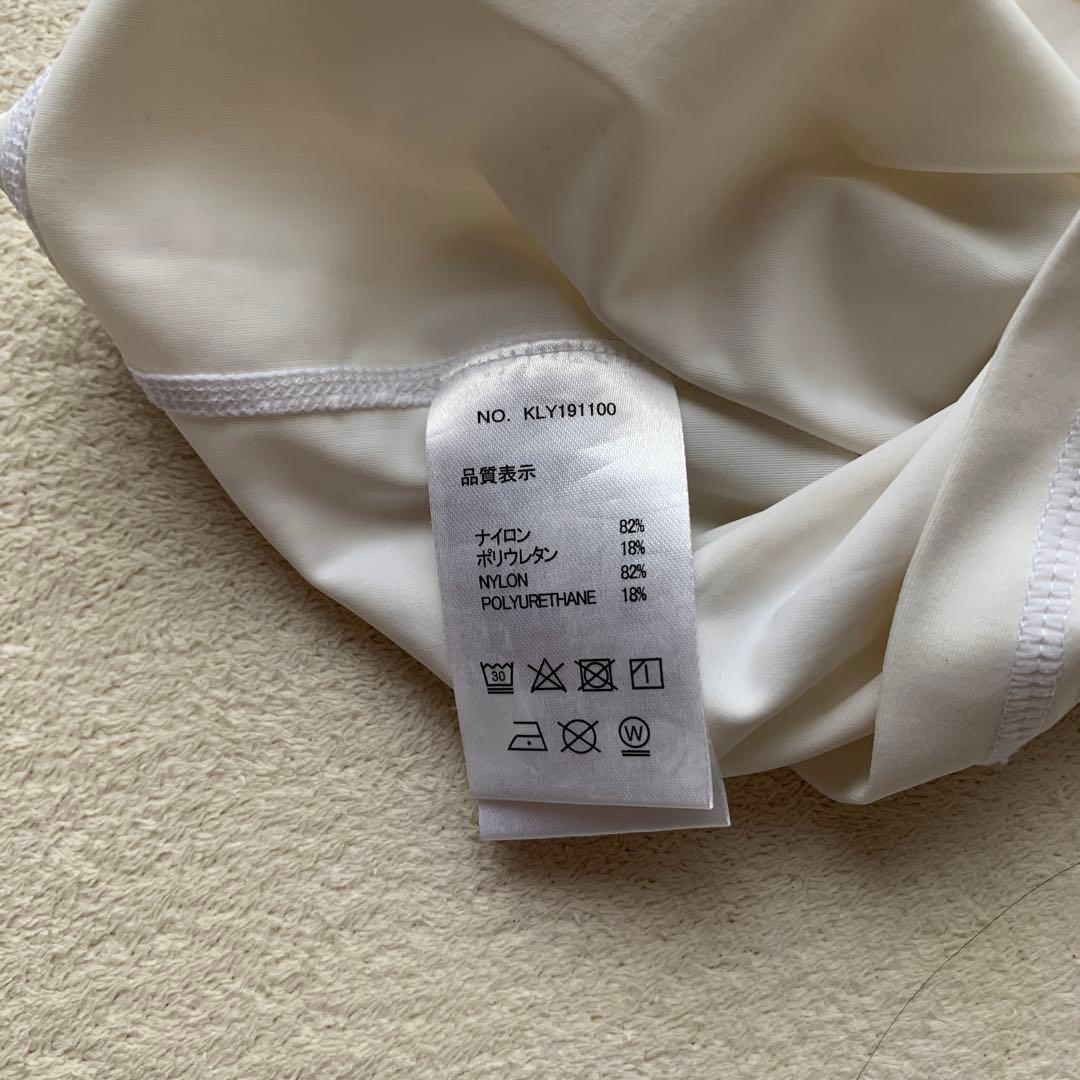 NO. KLY191100
品質表示
ナイロン 82%
ポリウレタン 18%
NYLON 82%
POLYURETHANE 18%
30
W